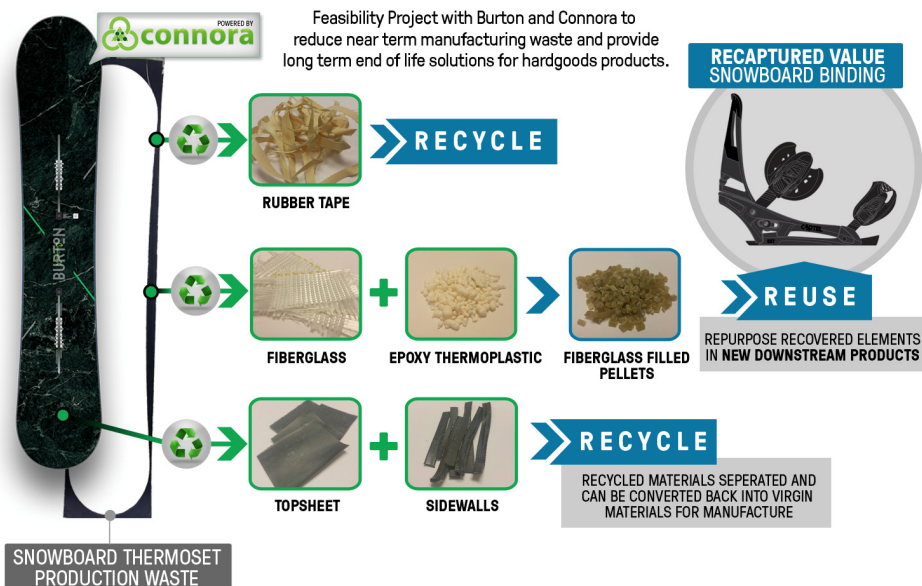 POWERED BY
connora
Feasibility Project with Burton and Connora to
reduce near term manufacturing waste and provide
long term end of life solutions for hardgoods products.
RECAPTURED VALUE
SNOWBOARD BINDING
RECYCLE
RUBBER TAPE
BURTON
CARTEL
REUSE
REPURPOSE RECOVERED ELEMENTS
IN NEW DOWNSTREAM PRODUCTS
FIBERGLASS
EPOXY THERMOPLASTIC
FIBERGLASS FILLED
PELLETS
RECYCLE
RECYCLED MATERIALS SEPERATED AND
CAN BE CONVERTED BACK INTO VIRGIN
MATERIALS FOR MANUFACTURE
TOPSHEET
SIDEWALLS
SNOWBOARD THERMOSET
PRODUCTION WASTE